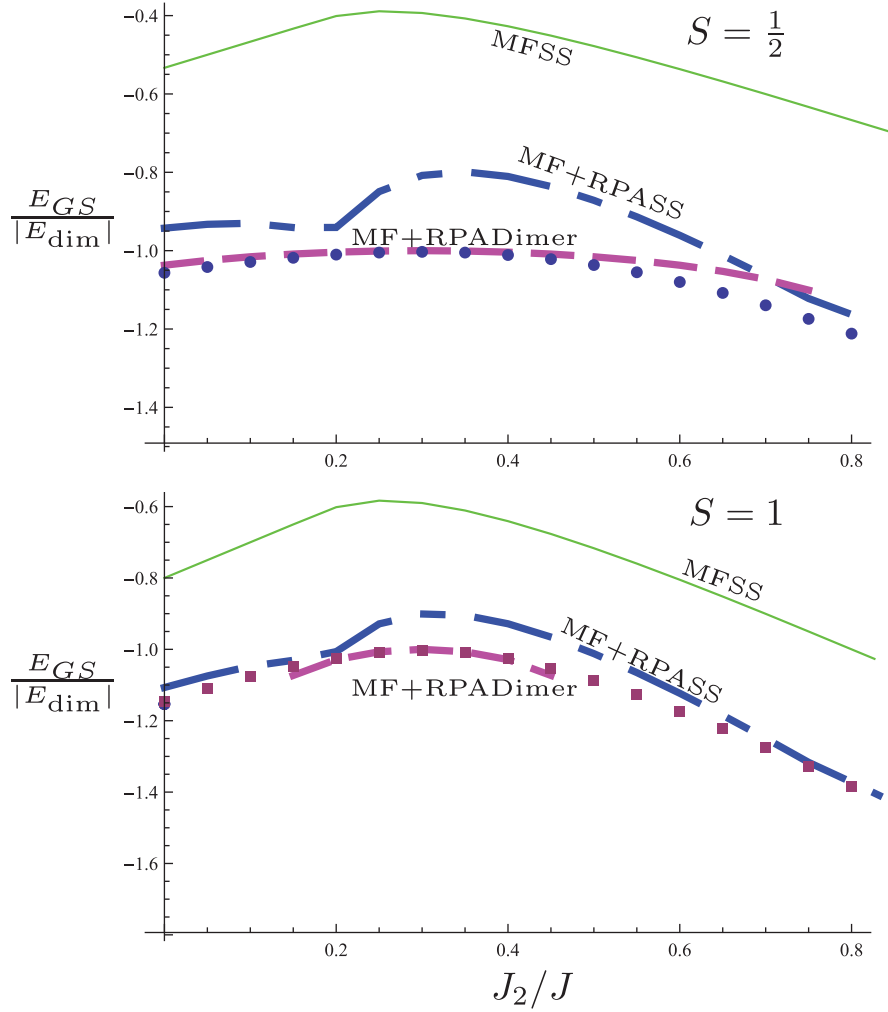 −0.4
S = 1/2
MFSS
−0.6
−0.8
MF+RPASS
E_GS/|E_dim|
MF+RPADimer
−1.0
−1.2
−1.4
0.2 0.4 0.6 0.8
−0.6
S = 1
MFSS
−0.8
MF+RPASS
−1.0
E_GS/|E_dim|
MF+RPADimer
−1.2
−1.4
−1.6
0.2 0.4 0.6 0.8
J_2/J